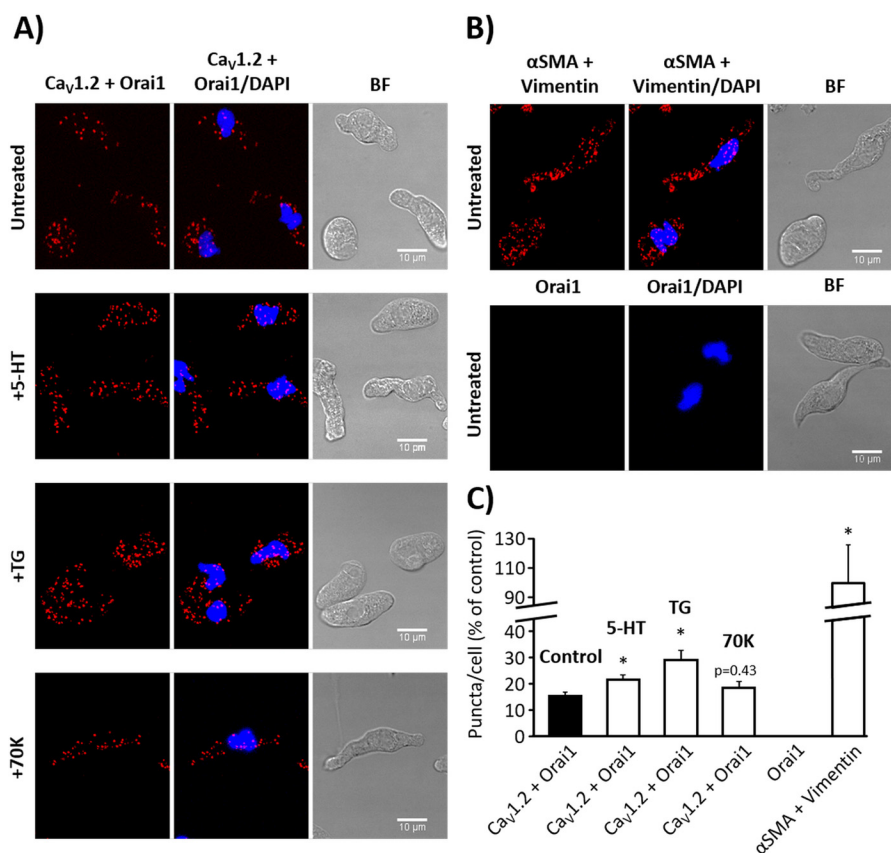 A)
Caᵥ1.2 + Orai1
Caᵥ1.2 +
Orai1/DAPI
BF
Untreated
10 μm
+5-HT
10 μm
+TG
10 μm
+70K
10 μm
B)
αSMA +
Vimentin
αSMA +
Vimentin/DAPI
BF
Untreated
10 μm
Orai1
Orai1/DAPI
BF
Untreated
10 μm
C)
Puncta/cell (% of control)
130
110
90
40
30
20
10
0
Control
5-HT
*
TG
*
70K
p=0.43
*
Caᵥ1.2 + Orai1
Caᵥ1.2 + Orai1
Caᵥ1.2 + Orai1
Caᵥ1.2 + Orai1
Orai1
αSMA + Vimentin